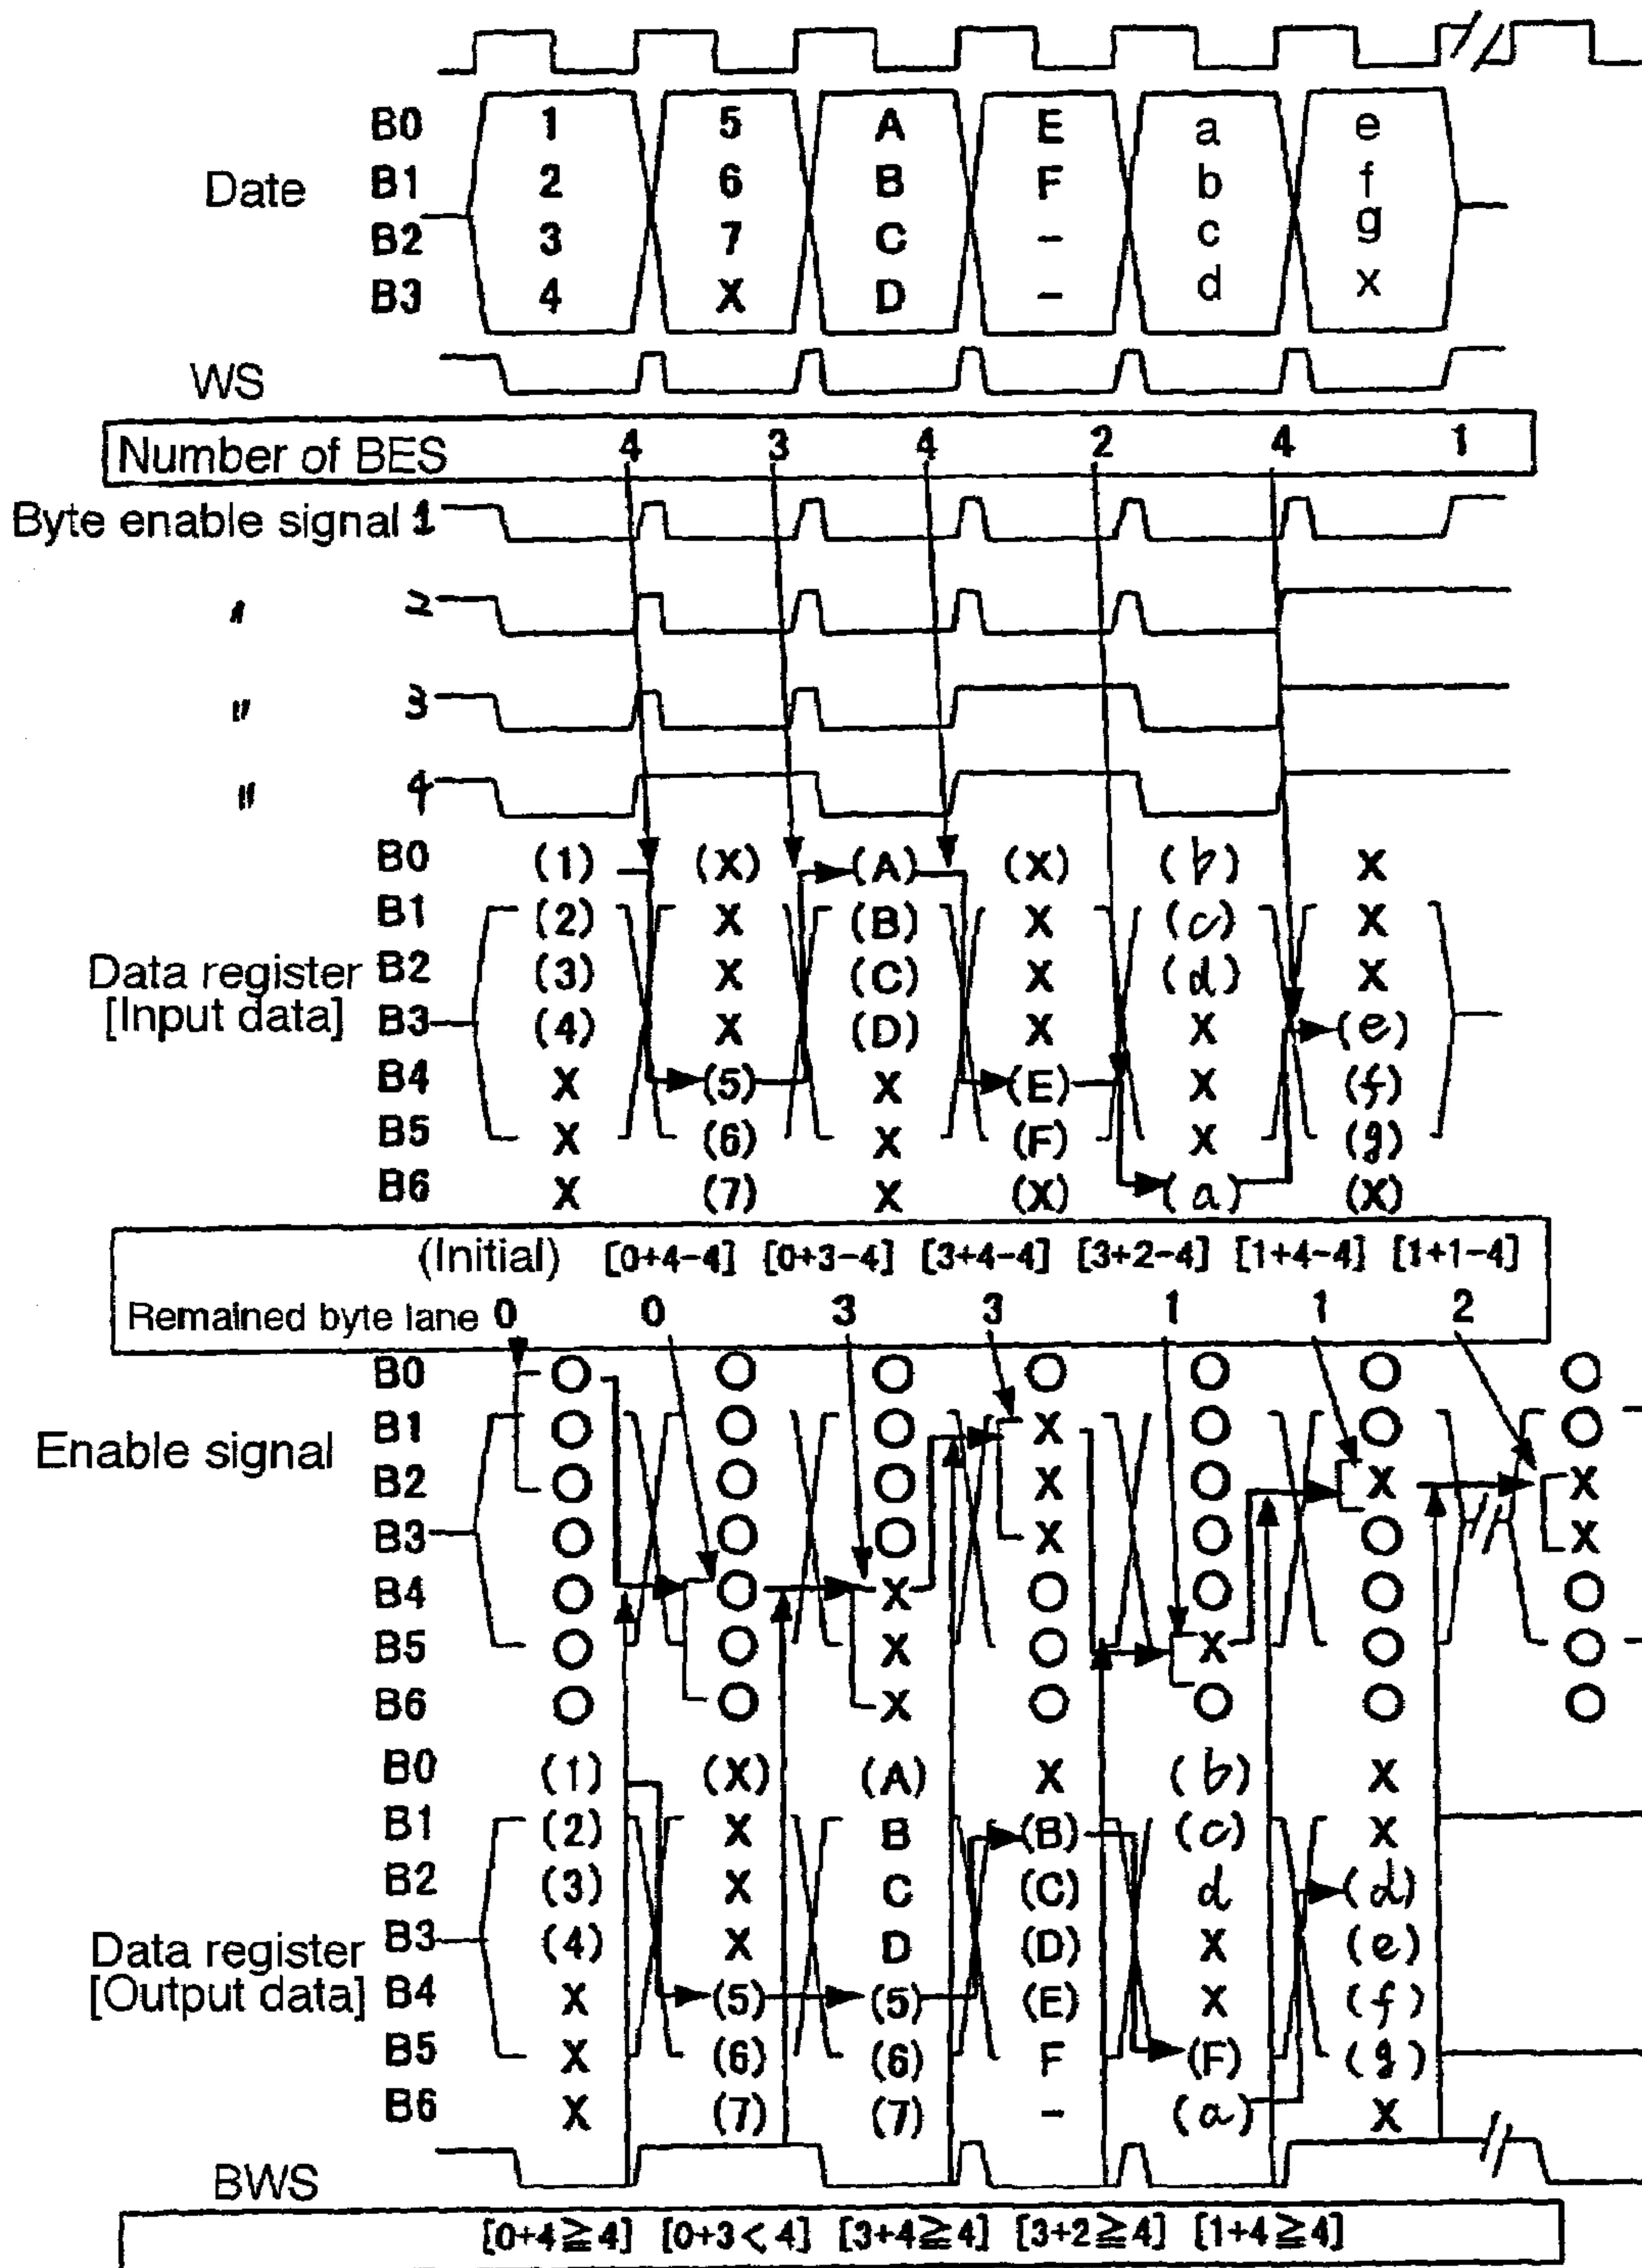 B0 1 5 A E a e
Date B1 2 6 B F b f
B2 3 7 C – c g
B3 4 X D – d x
WS
Number of BES 4 3 4 2 4 1
Byte enable signal 1
〃 2
〃 3
〃 4
B0 (1) (X) (A) (X) (b) X
B1 (2) X (B) X (c) X
Data register B2 (3) X (C) X (d) X
[Input data] B3 (4) X (D) X X (e)
B4 X (5) X (E) X (f)
B5 X (6) X (F) X (g)
B6 X (7) X (X) (a) (X)
(Initial) [0+4–4] [0+3–4] [3+4–4] [3+2–4] [1+4–4] [1+1–4]
Remained byte lane 0 0 3 3 1 1 2
B0 O O O O O O O
B1 O O O X O O O
Enable signal B2 O O O X O X X
B3 O O O X O O X
B4 O O X O O O O
B5 O O X O X O O
B6 O O X O O O O
B0 (1) (X) (A) X (b) X
B1 (2) X B (B) (c) X
B2 (3) X C (C) d (d)
Data register B3 (4) X D (D) X (e)
[Output data] B4 X (5) (5) (E) X (f)
B5 X (6) (6) F (F) (g)
B6 X (7) (7) – (a) X
BWS
[0+4≧4] [0+3<4] [3+4≧4] [3+2≧4] [1+4≧4]